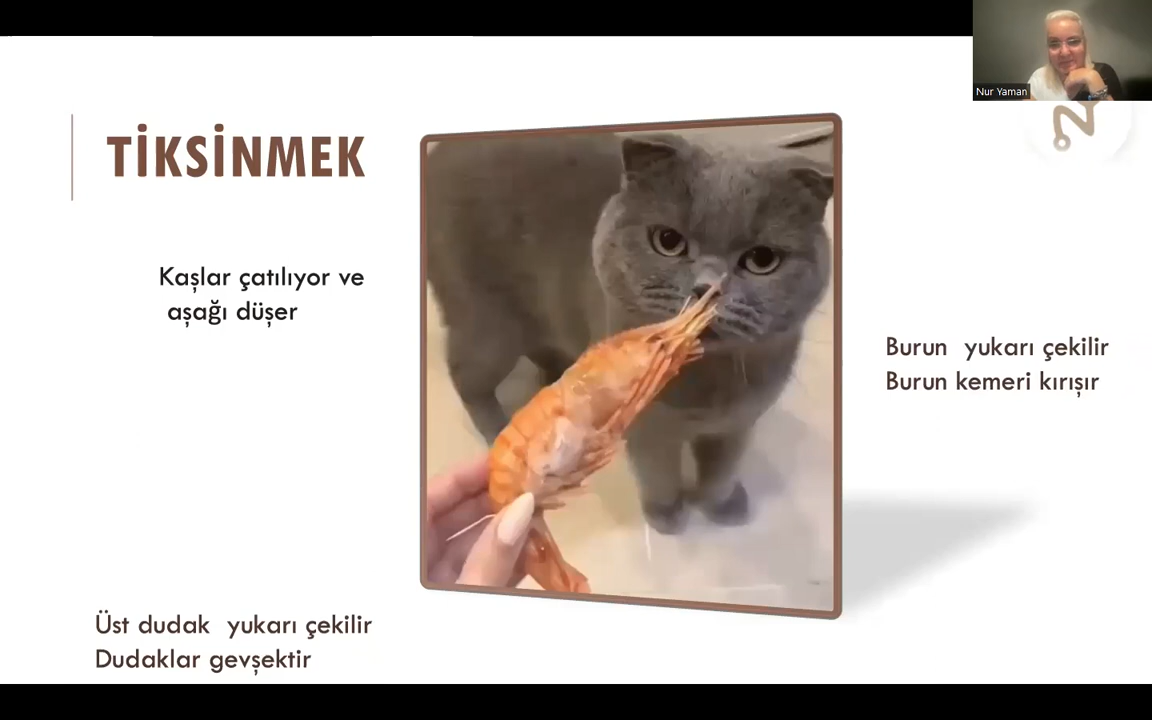 Nur Yaman
TİKSİNMEK
Kaşlar çatılıyor ve
aşağı düşer
Burun yukarı çekilir
Burun kemeri kırışır
Üst dudak yukarı çekilir
Dudaklar gevşektir